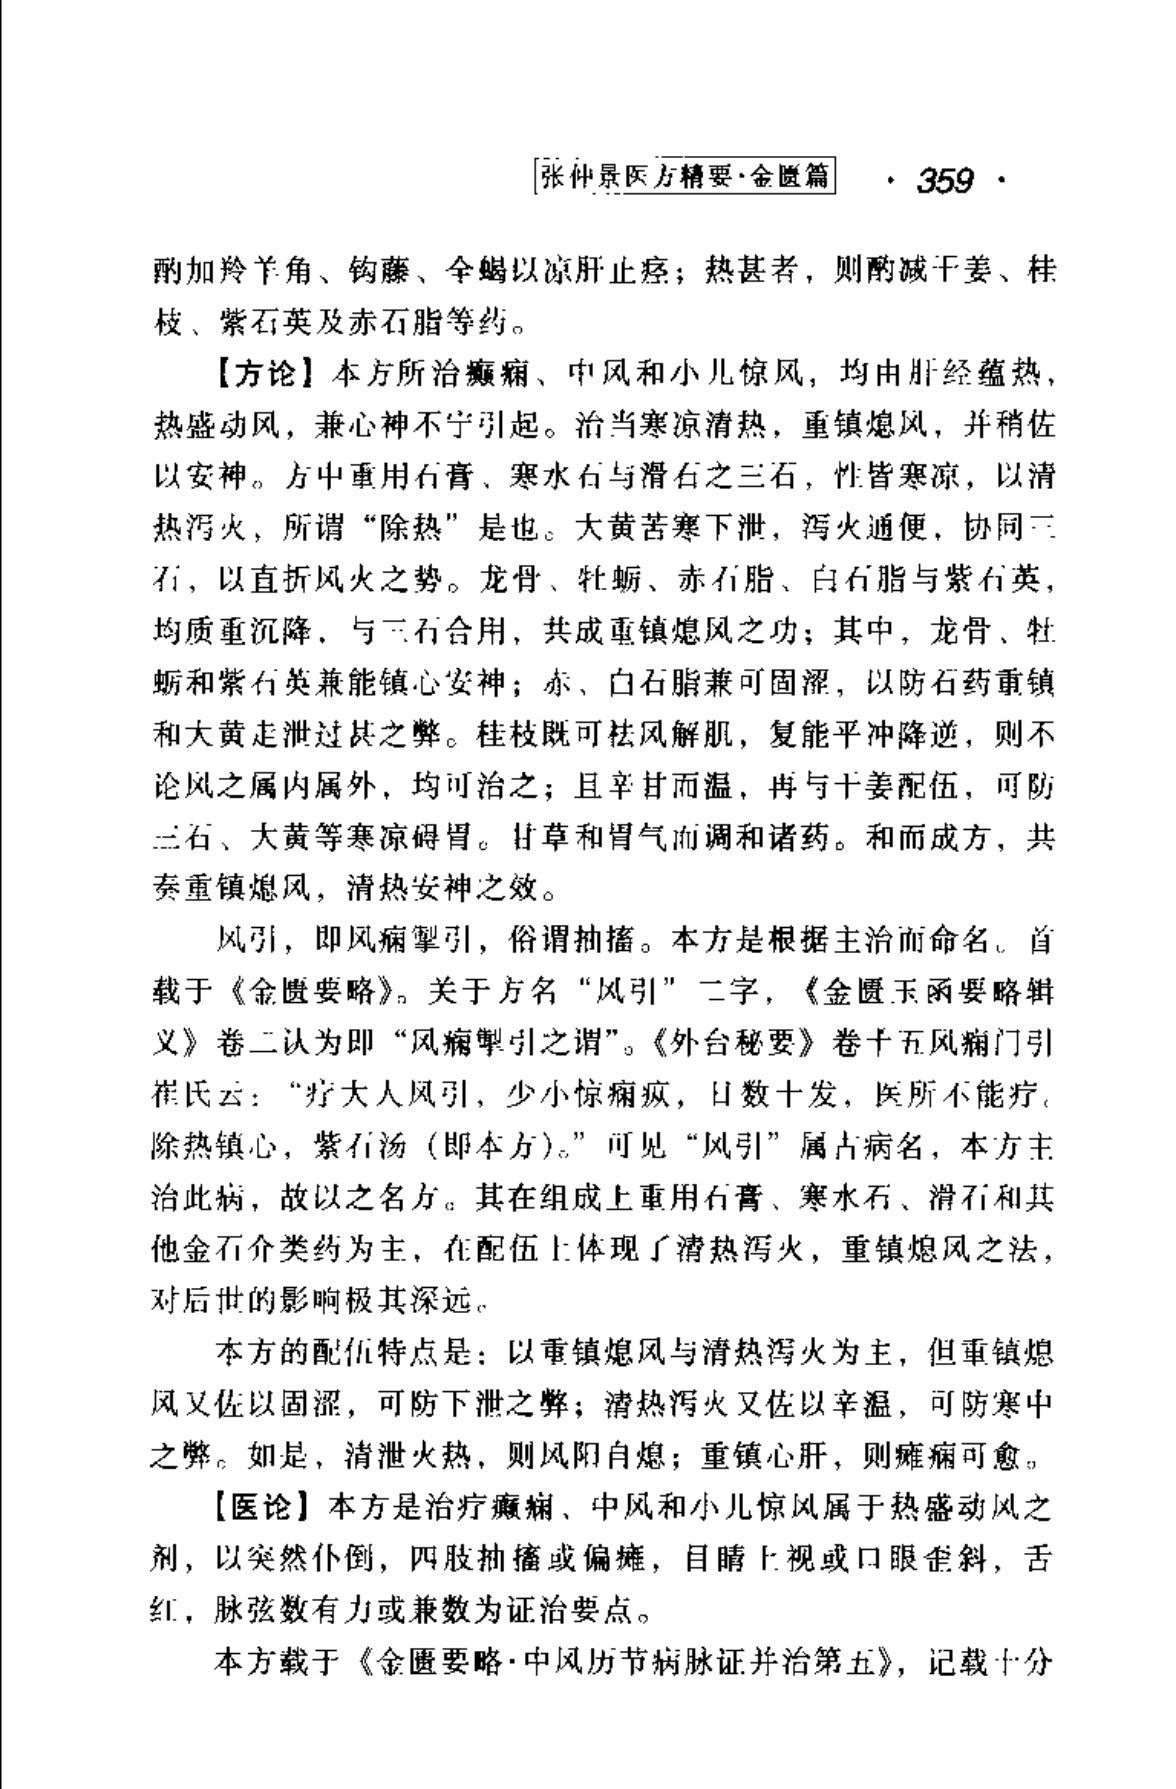 张仲景医方精要·金匮篇 · 359 ·
酌加羚羊角、钩藤、全蝎以凉肝止痉；热甚者，则酌减干姜、桂
枝、紫石英及赤石脂等药。
【方论】本方所治癫痫、中风和小儿惊风，均由肝经蕴热，
热盛动风，兼心神不宁引起。治当寒凉清热，重镇熄风，并稍佐
以安神。方中重用石膏、寒水石与滑石之三石，性皆寒凉，以清
热泻火，所谓“除热”是也。大黄苦寒下泄，泻火通便，协同三
石，以直折风火之势。龙骨、牡蛎、赤石脂、白石脂与紫石英，
均质重沉降，与三石合用，共成重镇熄风之功；其中，龙骨、牡
蛎和紫石英兼能镇心安神；赤、白石脂兼可固涩，以防石药重镇
和大黄走泄过甚之弊。桂枝既可祛风解肌，复能平冲降逆，则不
论风之属内属外，均可治之；且辛甘而温，再与干姜配伍，可防
三石、大黄等寒凉碍胃。甘草和胃气而调和诸药。和而成方，共
奏重镇熄风，清热安神之效。
风引，即风痫掣引，俗谓抽搐。本方是根据主治而命名。首
载于《金匮要略》。关于方名“风引”二字，《金匮玉函要略辑
义》卷二认为即“风痫掣引之谓”。《外台秘要》卷十五风痫门引
崔氏云：“疗大人风引，少小惊痫疭，日数十发，医所不能疗。
除热镇心，紫石汤（即本方）。”可见“风引”属古病名，本方主
治此病，故以之名方。其在组成上重用石膏、寒水石、滑石和其
他金石介类药为主，在配伍上体现了清热泻火，重镇熄风之法，
对后世的影响极其深远。
本方的配伍特点是：以重镇熄风与清热泻火为主，但重镇熄
风又佐以固涩，可防下泄之弊；清热泻火又佐以辛温，可防寒中
之弊。如是，清泄火热，则风阳自熄；重镇心肝，则瘫痫可愈。
【医论】本方是治疗癫痫、中风和小儿惊风属于热盛动风之
剂，以突然仆倒，四肢抽搐或偏瘫，目睛上视或口眼歪斜，舌
红，脉弦数有力或兼数为证治要点。
本方载于《金匮要略·中风历节病脉证并治第五》，记载十分